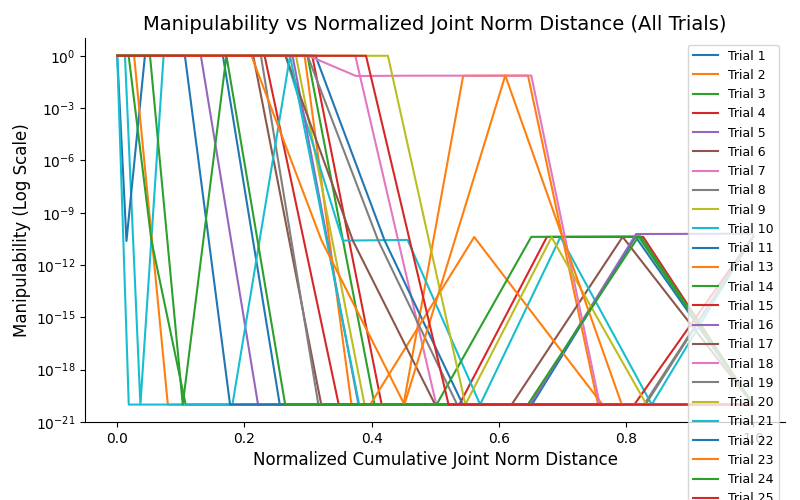 Manipulability vs Normalized Joint Norm Distance (All Trials)
Manipulability (Log Scale)
10^0
10^-3
10^-6
10^-9
10^-12
10^-15
10^-18
10^-21
0.0 0.2 0.4 0.6 0.8
Normalized Cumulative Joint Norm Distance
Trial 1
Trial 2
Trial 3
Trial 4
Trial 5
Trial 6
Trial 7
Trial 8
Trial 9
Trial 10
Trial 11
Trial 13
Trial 14
Trial 15
Trial 16
Trial 17
Trial 18
Trial 19
Trial 20
Trial 21
Trial 22
Trial 23
Trial 24
Trial 25